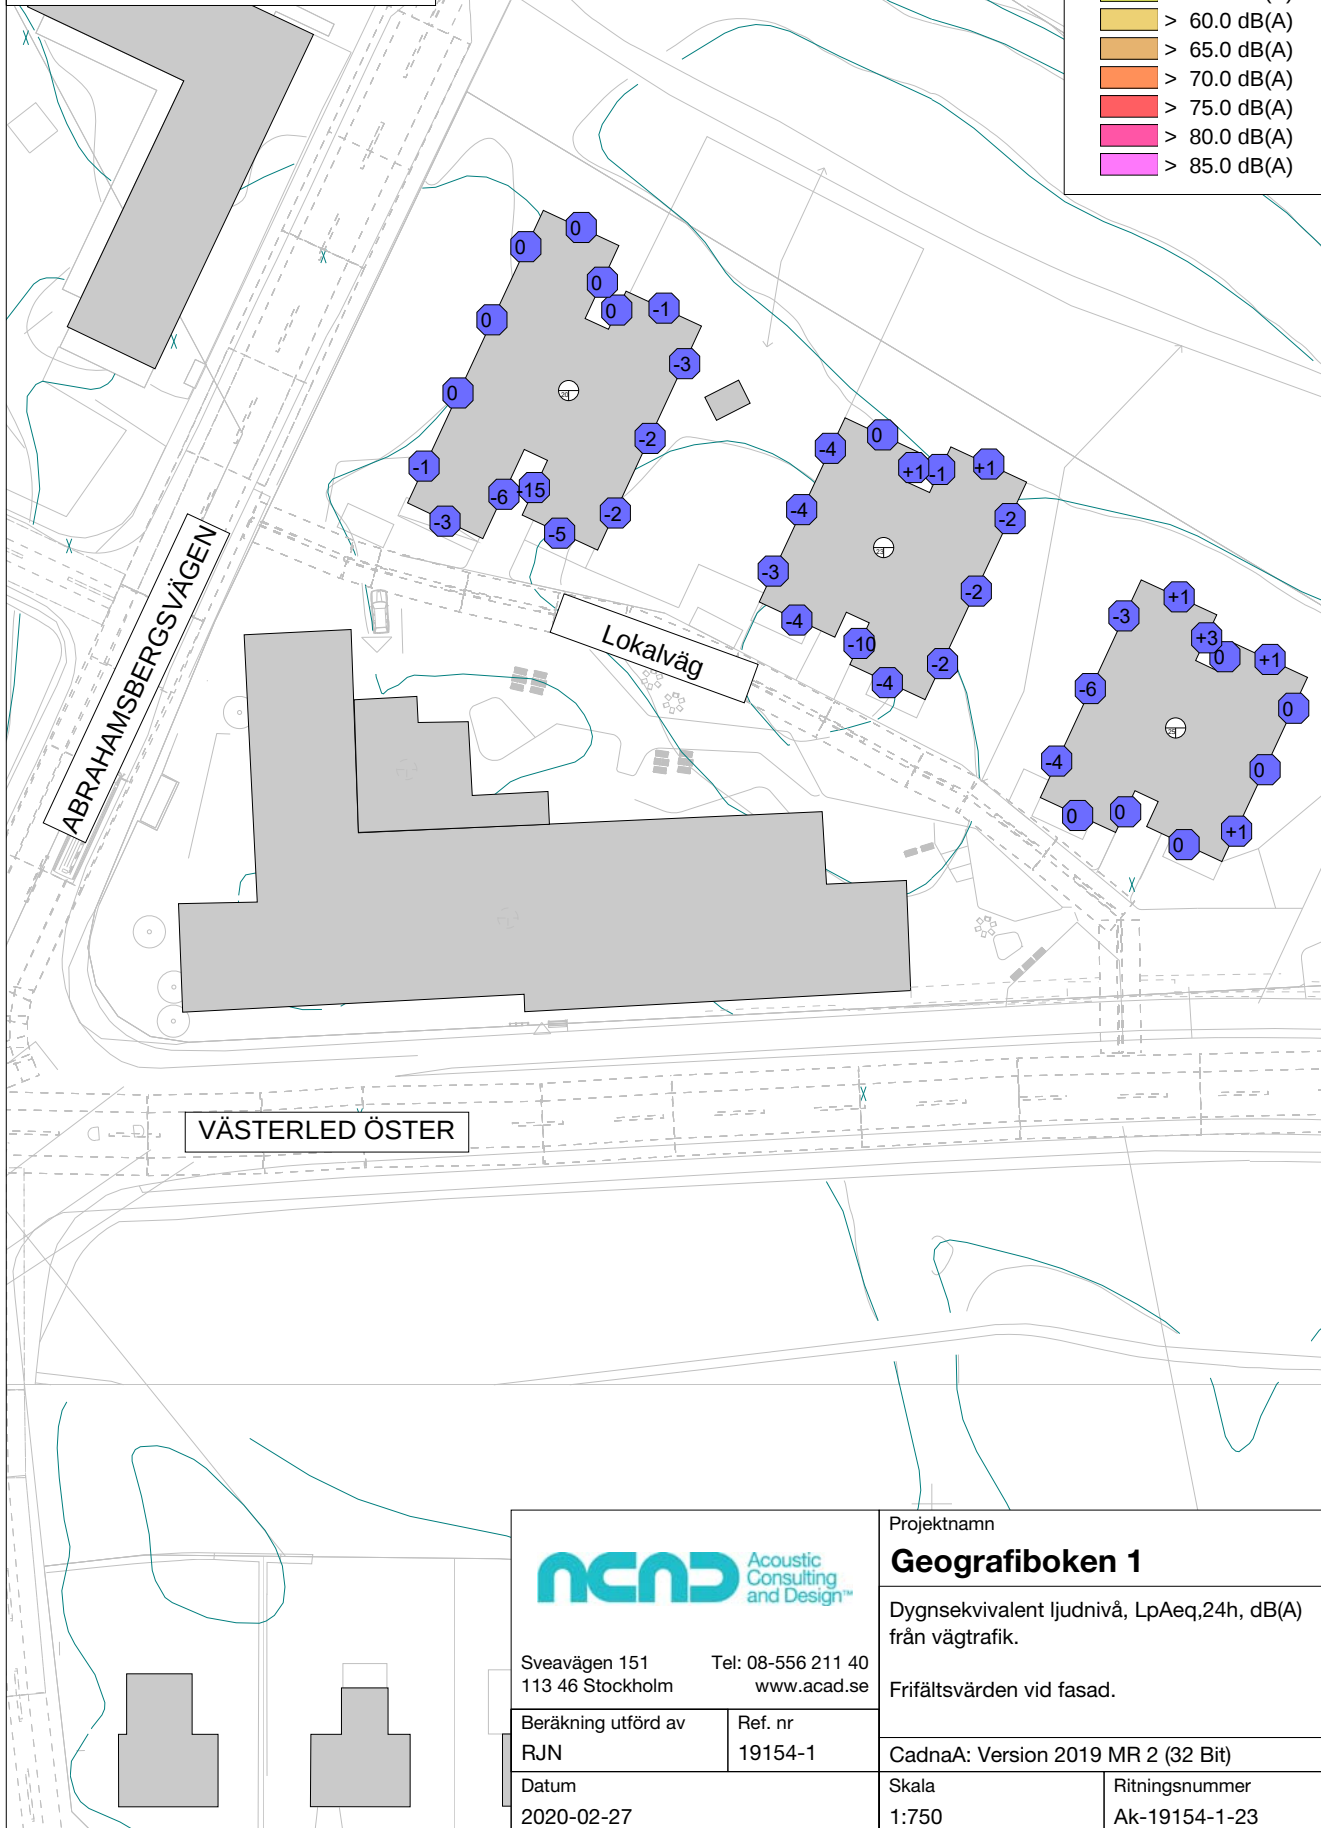 > 60.0 dB(A)
> 65.0 dB(A)
> 70.0 dB(A)
> 75.0 dB(A)
> 80.0 dB(A)
> 85.0 dB(A)
0
0
0
0
0
-1
0
-3
0
-2
-1
-6
-15
-3
-2
-5
20
-4
0
+1
-1
+1
-4
-2
23
-3
-2
-4
-10
-2
-4
+1
-3
+3
0
+1
-6
0
25
-4
0
0
0
+1
0
ABRAHAMSBERGSVÄGEN
Lokalväg
VÄSTERLED ÖSTER
ACAD Acoustic
Consulting
and Design™
Sveavägen 151 Tel: 08-556 211 40
113 46 Stockholm www.acad.se
Beräkning utförd av
RJN
Ref. nr
19154-1
Datum
2020-02-27
Projektnamn
Geografiboken 1
Dygnsekvivalent ljudnivå, LpAeq,24h, dB(A)
från vägtrafik.
Frifältsvärden vid fasad.
CadnaA: Version 2019 MR 2 (32 Bit)
Skala
1:750
Ritningsnummer
Ak-19154-1-23